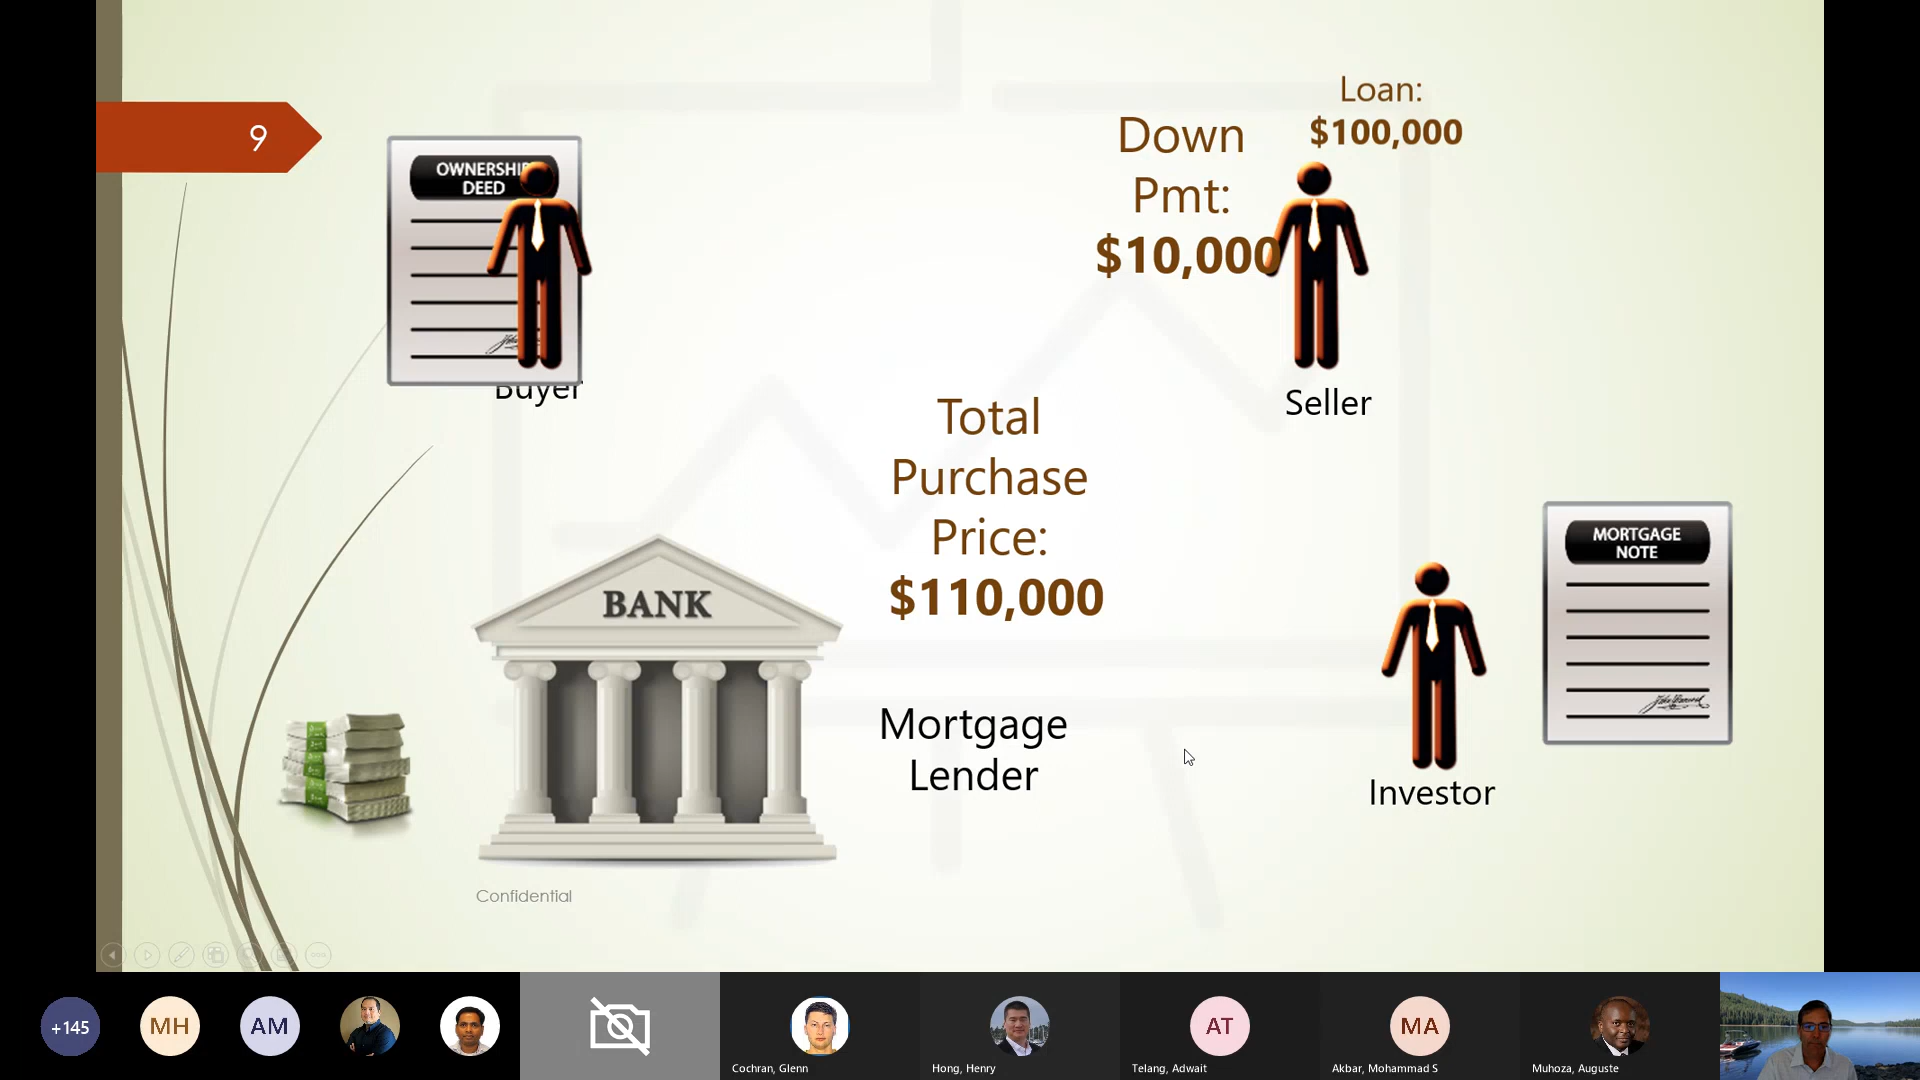 9
OWNERSHIP
DEED
Buyer
Down
Pmt:
$10,000
Loan:
$100,000
Seller
Total
Purchase
Price:
$110,000
BANK
Mortgage
Lender
MORTGAGE
NOTE
Investor
Confidential
+145
MH
AM
Cochran, Glenn
Hong, Henry
AT
Telang, Adwait
MA
Akbar, Mohammad S
Muhoza, Auguste